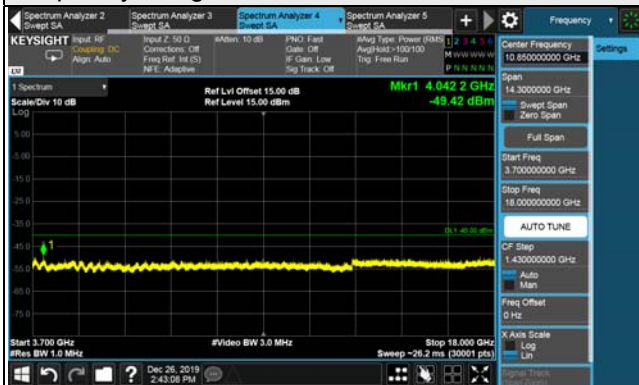 Spectrum Analyzer 2
Swept SA
Spectrum Analyzer 3
Swept SA
Spectrum Analyzer 4
Swept SA
Spectrum Analyzer 5
Swept SA
Frequency
KEYSIGHT
Input: RF
Coupling: DC
Align: Auto
Input Z: 50 Ω
Corrections: Off
Freq Ref: Int (S)
NFE: Adaptive
#Atten: 10 dB
PNO: Fast
Gate: Off
IF Gain: Low
Sig Track: Off
#Avg Type: Power (RMS
Avg|Hold:>100/100
Trig: Free Run
1 2 3 4 5 6
M W W W W W
P N N N N N
1 Spectrum
Scale/Div 10 dB
Log
Ref Lvl Offset 15.00 dB
Ref Level 15.00 dBm
Mkr1 4.042 2 GHz
-49.42 dBm
5.00
-5.00
-15.0
-25.0
-35.0
DL1 -40.00 dBm
-45.0
1
-55.0
-65.0
-75.0
Start 3.700 GHz
#Res BW 1.0 MHz
#Video BW 3.0 MHz
Stop 18.000 GHz
Sweep ~26.2 ms (30001 pts)
Dec 26, 2019
2:43:08 PM
Center Frequency
10.850000000 GHz
Settings
Span
14.3000000 GHz
Swept Span
Zero Span
Full Span
Start Freq
3.700000000 GHz
Stop Freq
18.000000000 GHz
AUTO TUNE
CF Step
1.430000000 GHz
Auto
Man
Freq Offset
0 Hz
X Axis Scale
Log
Lin
Signal Track